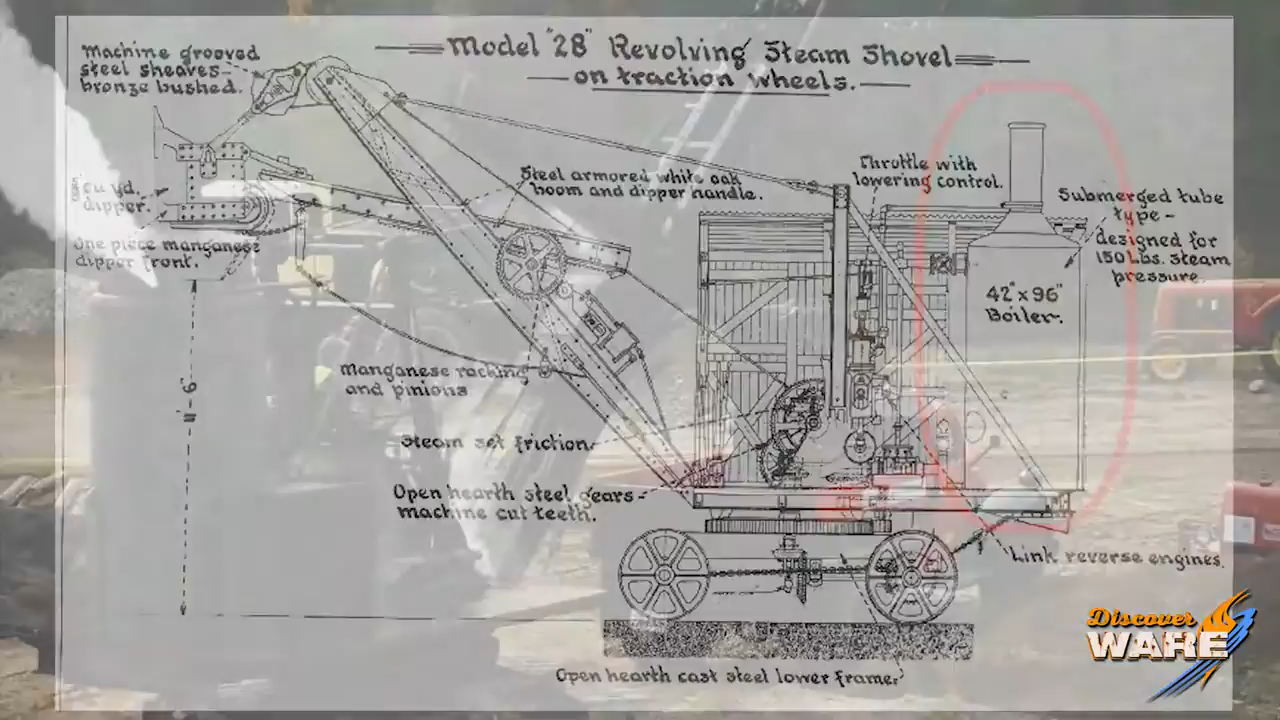 Model "28" Revolving Steam Shovel
on traction wheels.
Machine grooved
steel sheaves-
bronze bushed.
Steel armored white oak
boom and dipper handle.
Throttle with
lowering control.
Submerged tube
type-
designed for
150 Lbs. steam
pressure.
yd.
dipper.
One piece manganese
dipper front.
42" x 96"
Boiler.
Manganese racking
and pinions
Steam set friction.
Open hearth steel gears-
machine cut teeth.
Link reverse engines.
Open hearth cast steel lower frame.
Discover
WARE